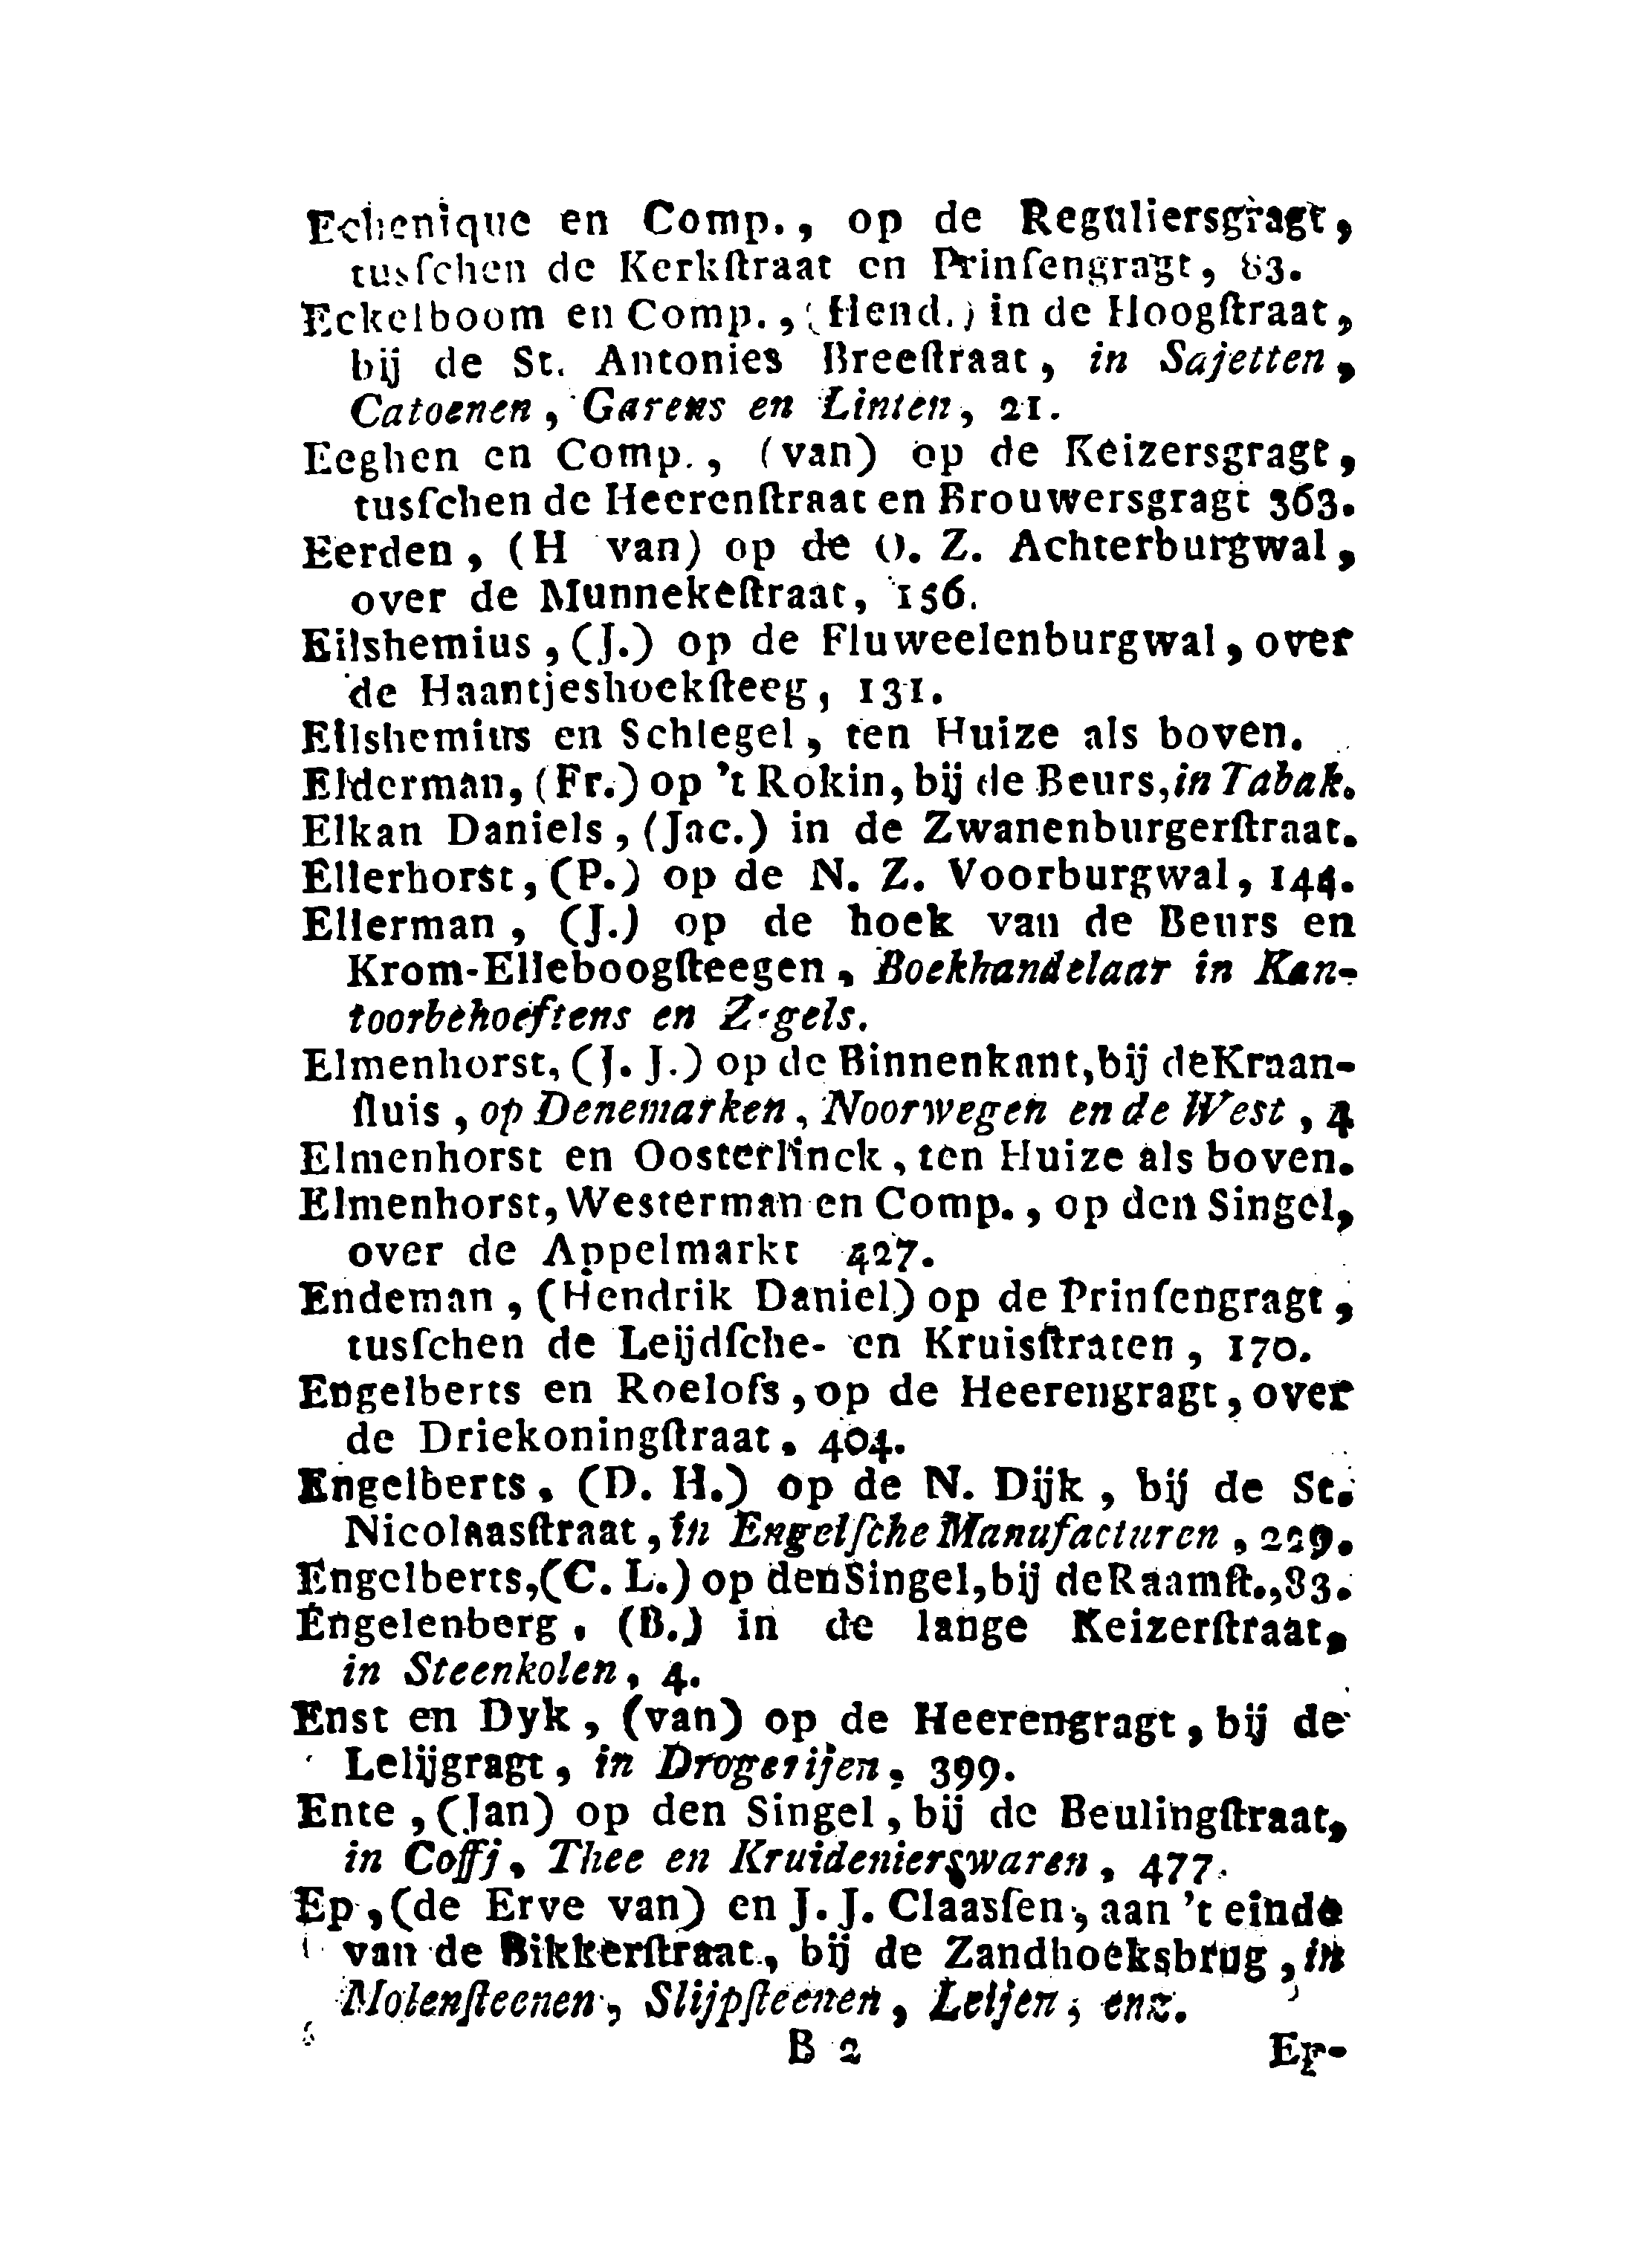 Echenique en Comp., op de Reguliersgragt,
tusſchen de Kerkſtraat en Prinſengragt, 83.
Eckelboom en Comp., (Hend.) in de Hoogſtraat,
bij de St. Antonies Breeſtraat, in Sajetten,
Catoenen, Garens en Linten, 21.
Eeghen en Comp., (van) op de Keizersgragt,
tusſchen de Heerenſtraat en Brouwersgragt 363.
Eerden, (H van) op de O. Z. Achterburgwal,
over de Munnekeſtraat, 156.
Eilshemius, (J.) op de Fluweelenburgwal, over
de Haantjeshoekſteeg, 131.
Eilshemius en Schlegel, ten Huize als boven.
Elderman, (Fr.) op 't Rokin, bij de Beurs, in Tabak.
Elkan Daniels, (Jac.) in de Zwanenburgerſtraat.
Ellerhorst, (P.) op de N. Z. Voorburgwal, 144.
Ellerman, (J.) op de hoek van de Beurs en
Krom-Elleboogſteegen, Boekhandelaar in Kan-
toorbehoeftens en Zegels.
Elmenhorst, (J. J.) op de Binnenkant, bij de Kraan-
ſluis, op Denemarken, Noorwegen en de West, 4
Elmenhorst en Oosterlinck, ten Huize als boven.
Elmenhorst, Westerman en Comp., op den Singel,
over de Appelmarkt 427.
Endeman, (Hendrik Daniel) op de Prinſengragt,
tusſchen de Leijdſche- en Kruisſtraten, 170.
Engelberts en Roelofs, op de Heerengragt, over
de Driekoningſtraat, 404.
Engelberts, (D. H.) op de N. Dijk, bij de St.
Nicolaasſtraat, in Engelſche Manufacturen, 229.
Engelberts, (C. L.) op den Singel, bij de Raamſt., 83.
Engelenberg, (B.) in de lange Keizerſtraat,
in Steenkolen, 4.
Enst en Dyk, (van) op de Heerengragt, bij de
Lelijgragt, in Drogerijen, 399.
Ente, (Jan) op den Singel, bij de Beulingſtraat,
in Coffj, Thee en Kruidenierswaren, 477.
Ep, (de Erve van) en J. J. Claasſen, aan 't einde
van de Bikkerſtraat, bij de Zandhoeksbrug, in
Molenſteenen, Slijpſteenen, Leijen, enz.
B 2 Ep-